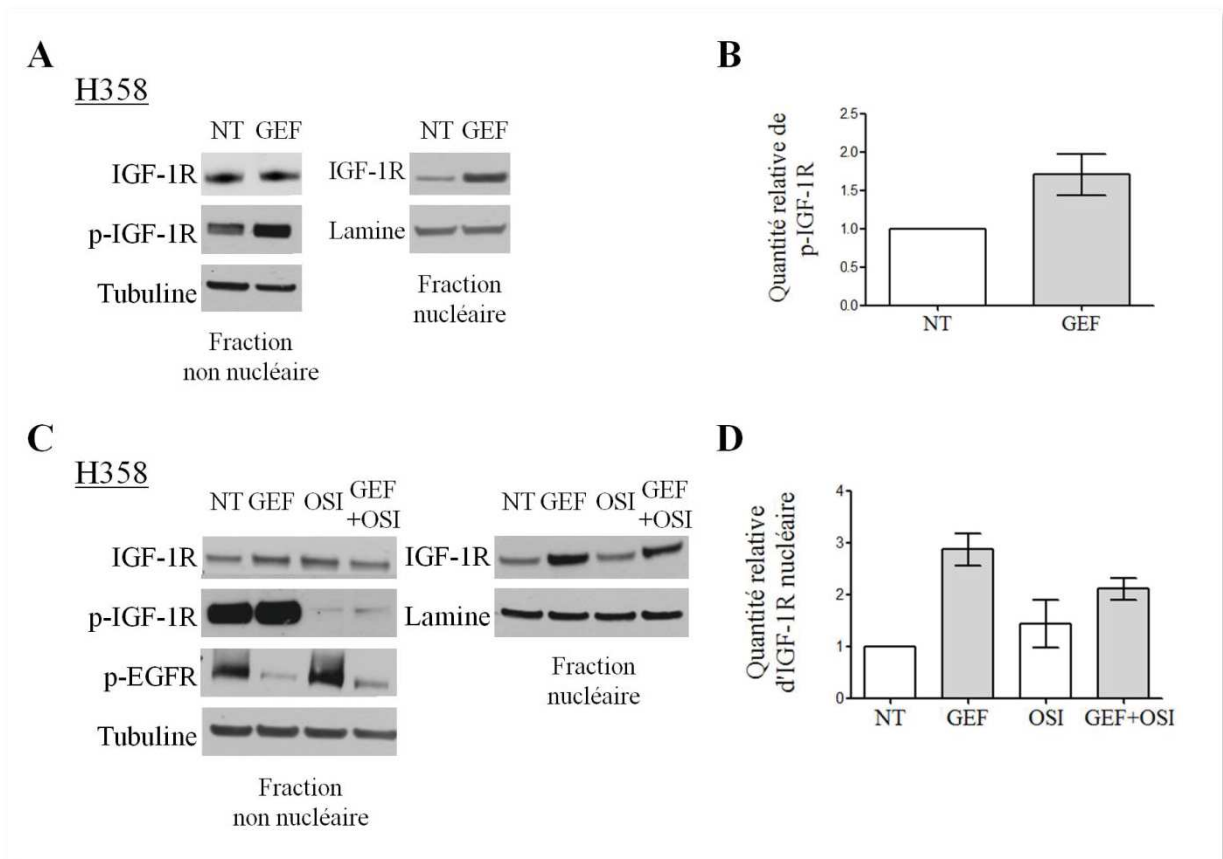 A
H358
NT GEF
IGF-1R
p-IGF-1R
Tubuline
Fraction
non nucléaire
NT GEF
IGF-1R
Lamine
Fraction
nucléaire
B
Quantité relative de
p-IGF-1R
2.5
2.0
1.5
1.0
0.5
0.0
NT GEF
C
H358
NT GEF OSI GEF
+OSI
IGF-1R
p-IGF-1R
p-EGFR
Tubuline
Fraction
non nucléaire
NT GEF OSI GEF
+OSI
IGF-1R
Lamine
Fraction
nucléaire
D
Quantité relative
d'IGF-1R nucléaire
4
3
2
1
0
NT GEF OSI GEF+OSI